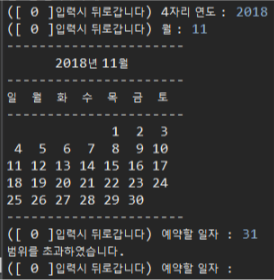 ([ 0 ]입력시 뒤로갑니다) 4자리 연도 : 2018
([ 0 ]입력시 뒤로갑니다) 월 : 11
---------------------------
2018년 11월
---------------------------
일 월 화 수 목 금 토
---------------------------
1 2 3
4 5 6 7 8 9 10
11 12 13 14 15 16 17
18 19 20 21 22 23 24
25 26 27 28 29 30
---------------------------
([ 0 ]입력시 뒤로갑니다) 예약할 일자 : 31
범위를 초과하였습니다.
([ 0 ]입력시 뒤로갑니다) 예약할 일자 :